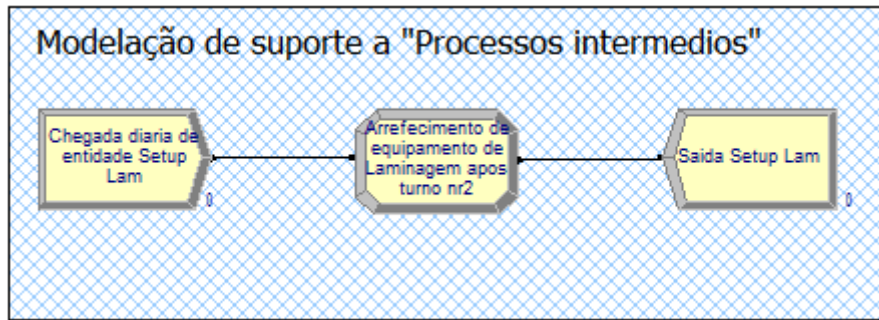 Modelação de suporte a "Processos intermedios"
Chegada diaria de
entidade Setup
Lam
0
Arrefecimento de
equipamento de
Laminagem apos
turno nr2
Saida Setup Lam
0